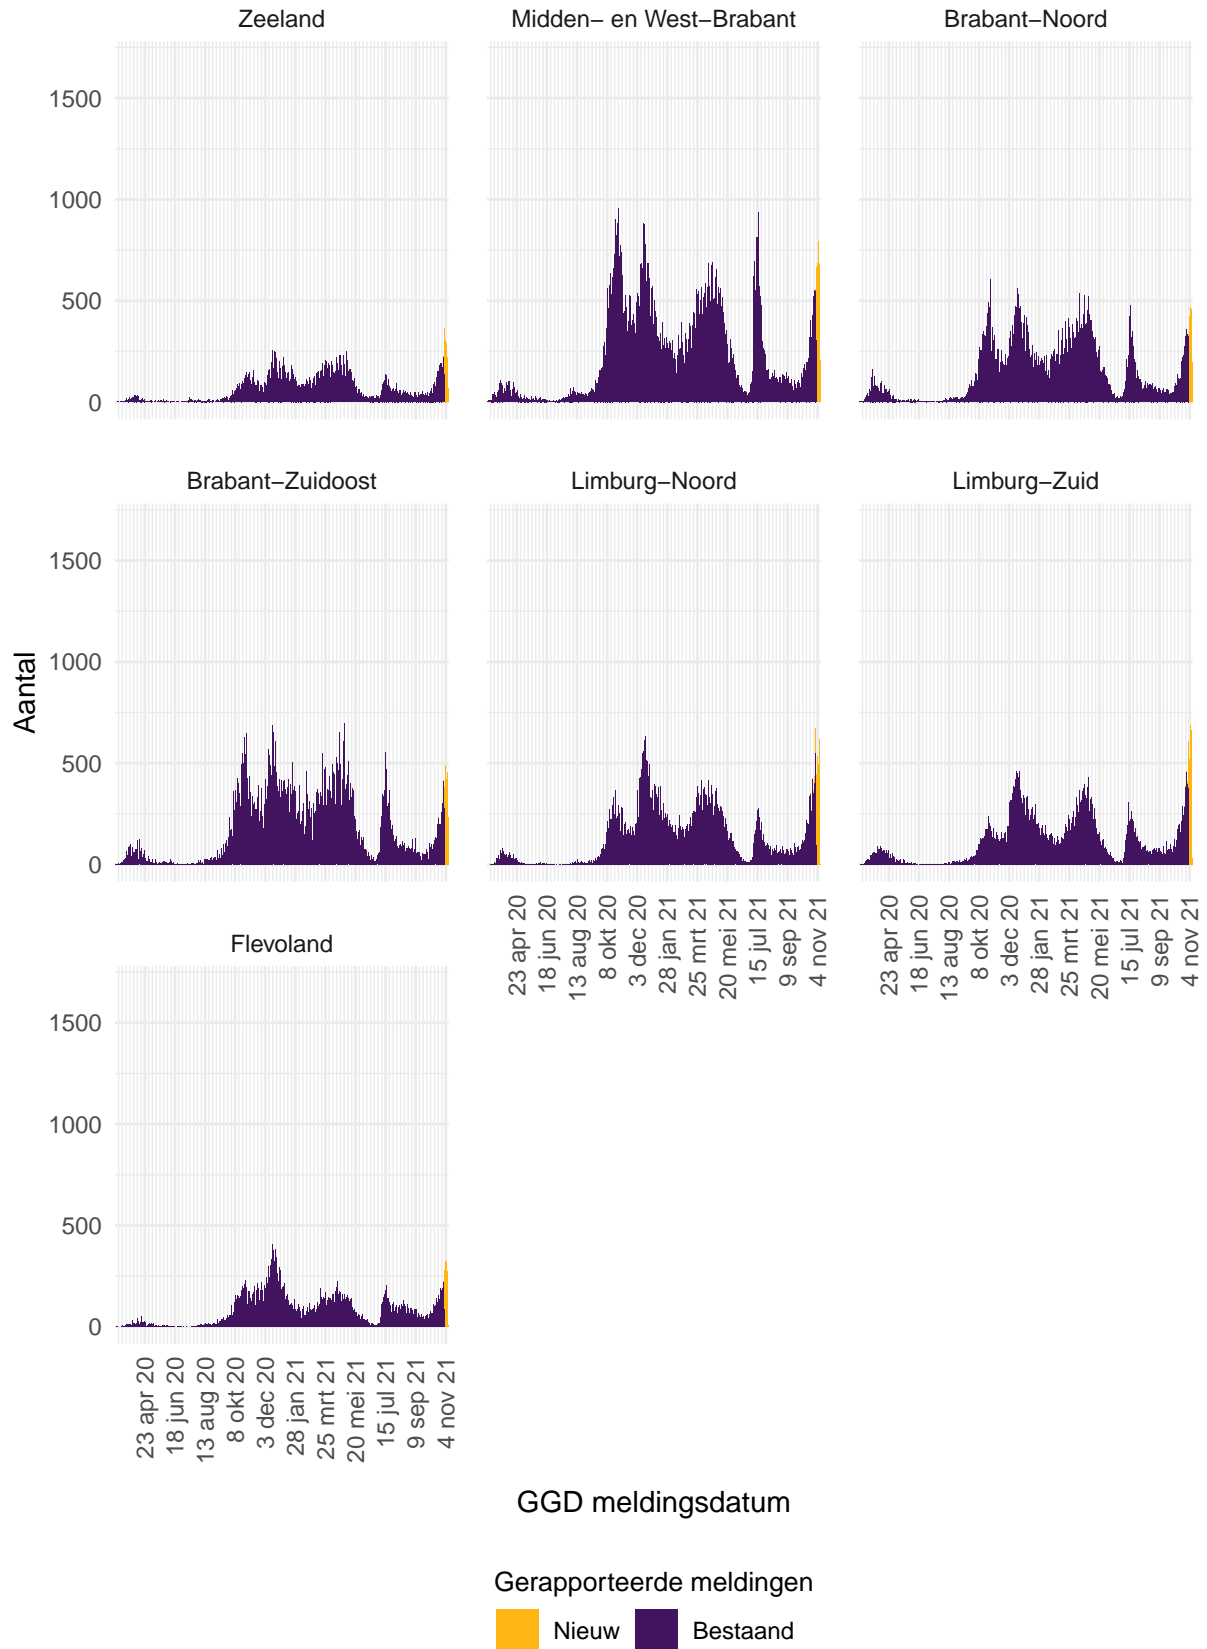 Zeeland
Midden− en West−Brabant
Brabant−Noord
1500
1000
500
0
Brabant−Zuidoost
Limburg−Noord
Limburg−Zuid
1500
1000
500
0
Aantal
23 apr 20
18 jun 20
13 aug 20
8 okt 20
3 dec 20
28 jan 21
25 mrt 21
20 mei 21
15 jul 21
9 sep 21
4 nov 21
23 apr 20
18 jun 20
13 aug 20
8 okt 20
3 dec 20
28 jan 21
25 mrt 21
20 mei 21
15 jul 21
9 sep 21
4 nov 21
Flevoland
1500
1000
500
0
23 apr 20
18 jun 20
13 aug 20
8 okt 20
3 dec 20
28 jan 21
25 mrt 21
20 mei 21
15 jul 21
9 sep 21
4 nov 21
GGD meldingsdatum
Gerapporteerde meldingen
Nieuw
Bestaand